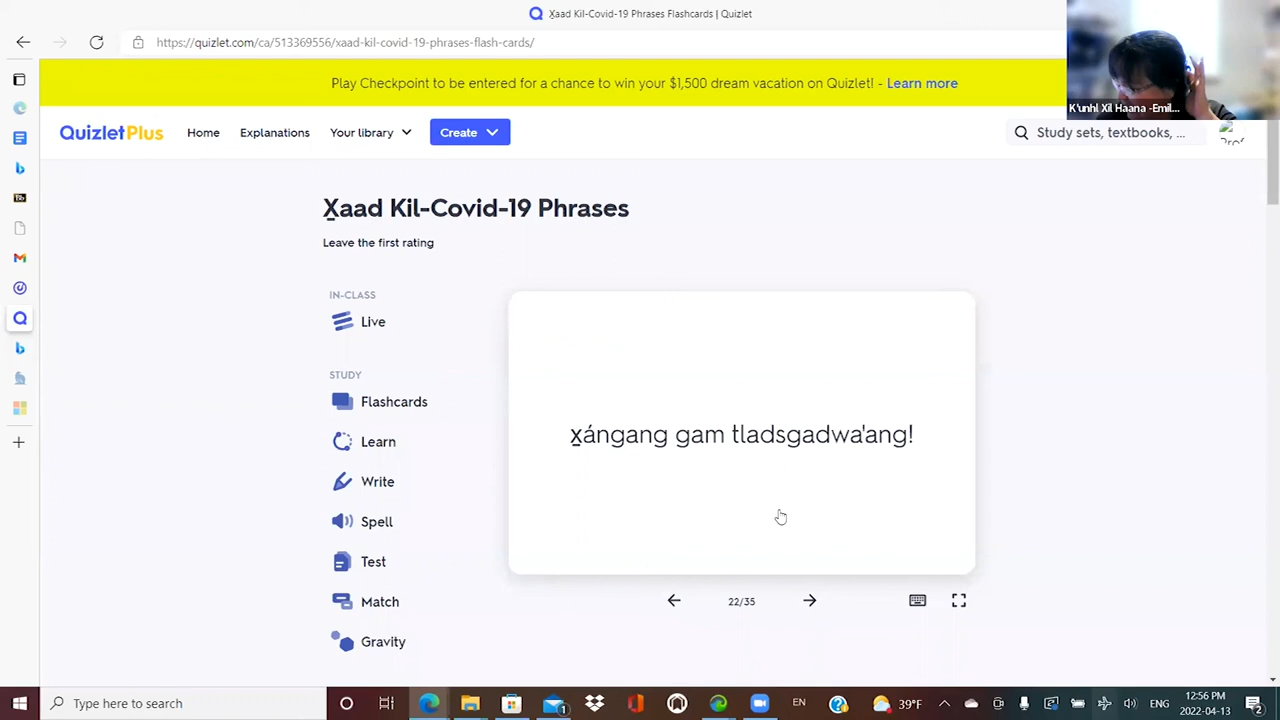 X̱aad Kil-Covid-19 Phrases Flashcards | Quizlet
https://quizlet.com/ca/513369556/xaad-kil-covid-19-phrases-flash-cards/
K'unhl Xil Haana -Emil...
Play Checkpoint to be entered for a chance to win your $1,500 dream vacation on Quizlet! - Learn more
QuizletPlus Home Explanations Your library Create Study sets, textbooks, ...
X̱aad Kil-Covid-19 Phrases
Leave the first rating
IN-CLASS
Live
STUDY
Flashcards
Learn
Write
Spell
Test
Match
Gravity
x̱ángang gam tladsgadwa'ang!
22/35
Type here to search
EN
39°F
ENG
12:56 PM
2022-04-13